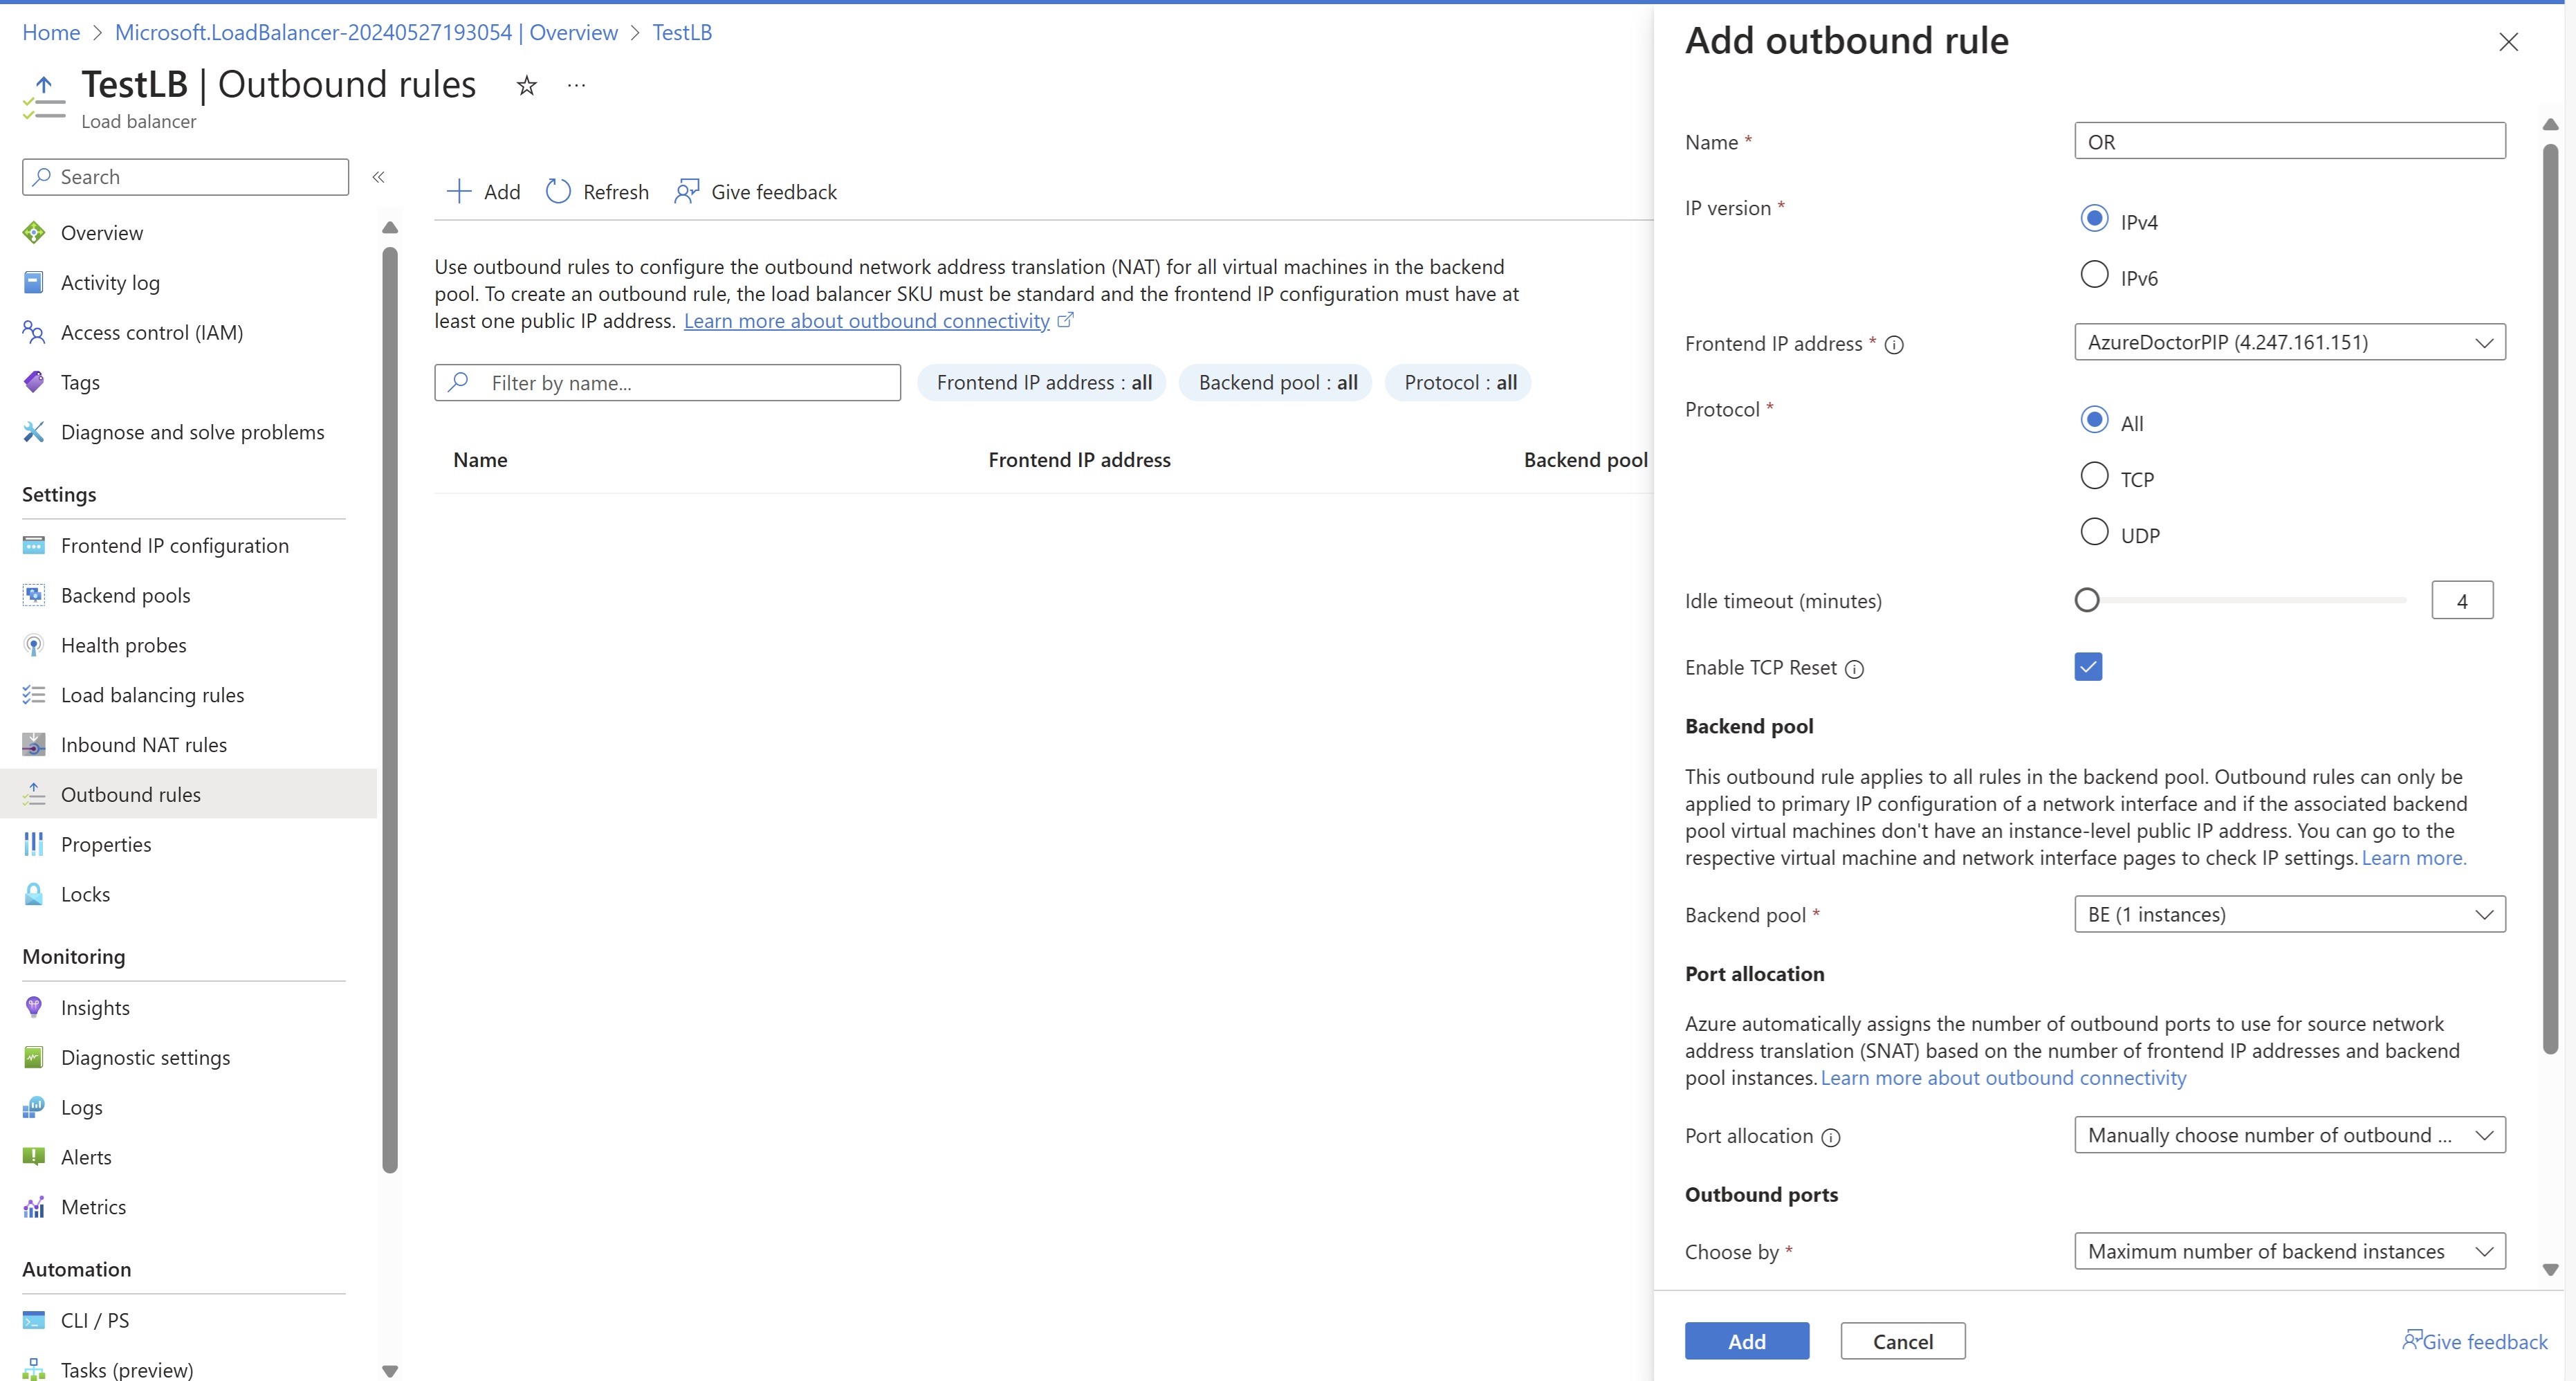 Home > Microsoft.LoadBalancer-20240527193054 | Overview > TestLB
TestLB | Outbound rules
Load balancer
Search
Overview
Activity log
Access control (IAM)
Tags
Diagnose and solve problems
Settings
Frontend IP configuration
Backend pools
Health probes
Load balancing rules
Inbound NAT rules
Outbound rules
Properties
Locks
Monitoring
Insights
Diagnostic settings
Logs
Alerts
Metrics
Automation
CLI / PS
Tasks (preview)
Add Refresh Give feedback
Use outbound rules to configure the outbound network address translation (NAT) for all virtual machines in the backend
pool. To create an outbound rule, the load balancer SKU must be standard and the frontend IP configuration must have at
least one public IP address. Learn more about outbound connectivity
Filter by name... Frontend IP address : all Backend pool : all Protocol : all
Name Frontend IP address Backend pool
Add outbound rule
Name * OR
IP version * IPv4
IPv6
Frontend IP address * AzureDoctorPIP (4.247.161.151)
Protocol * All
TCP
UDP
Idle timeout (minutes) 4
Enable TCP Reset
Backend pool
This outbound rule applies to all rules in the backend pool. Outbound rules can only be
applied to primary IP configuration of a network interface and if the associated backend
pool virtual machines don't have an instance-level public IP address. You can go to the
respective virtual machine and network interface pages to check IP settings. Learn more.
Backend pool * BE (1 instances)
Port allocation
Azure automatically assigns the number of outbound ports to use for source network
address translation (SNAT) based on the number of frontend IP addresses and backend
pool instances. Learn more about outbound connectivity
Port allocation Manually choose number of outbound ...
Outbound ports
Choose by * Maximum number of backend instances
Add Cancel Give feedback